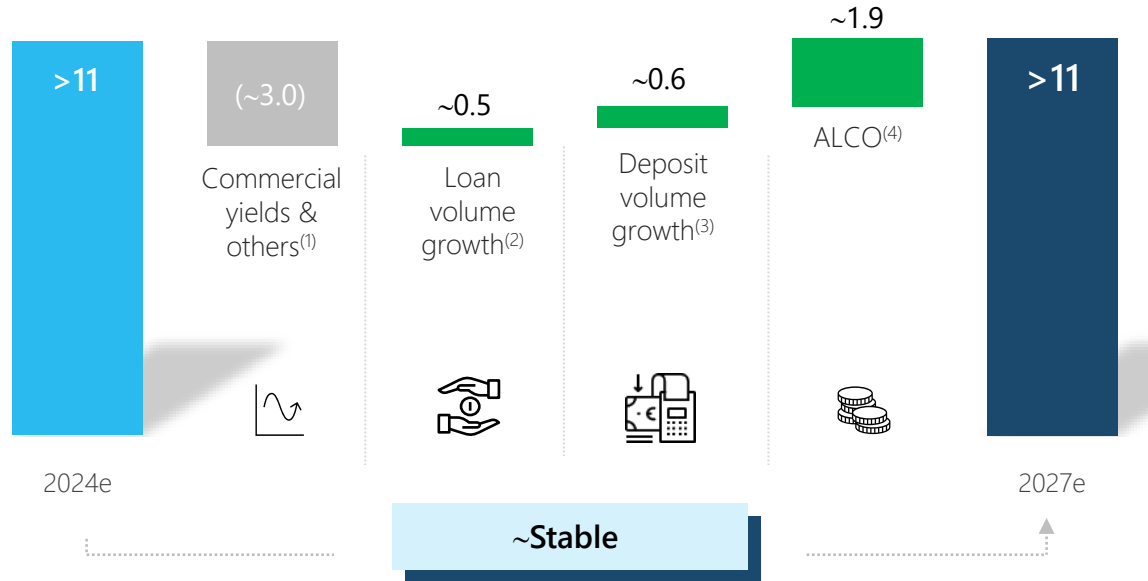 >11
(~3.0)
Commercial
yields &
others(1)
~0.5
Loan
volume
growth(2)
~0.6
Deposit
volume
growth(3)
~1.9
ALCO(4)
>11
€
2024e
2027e
~Stable